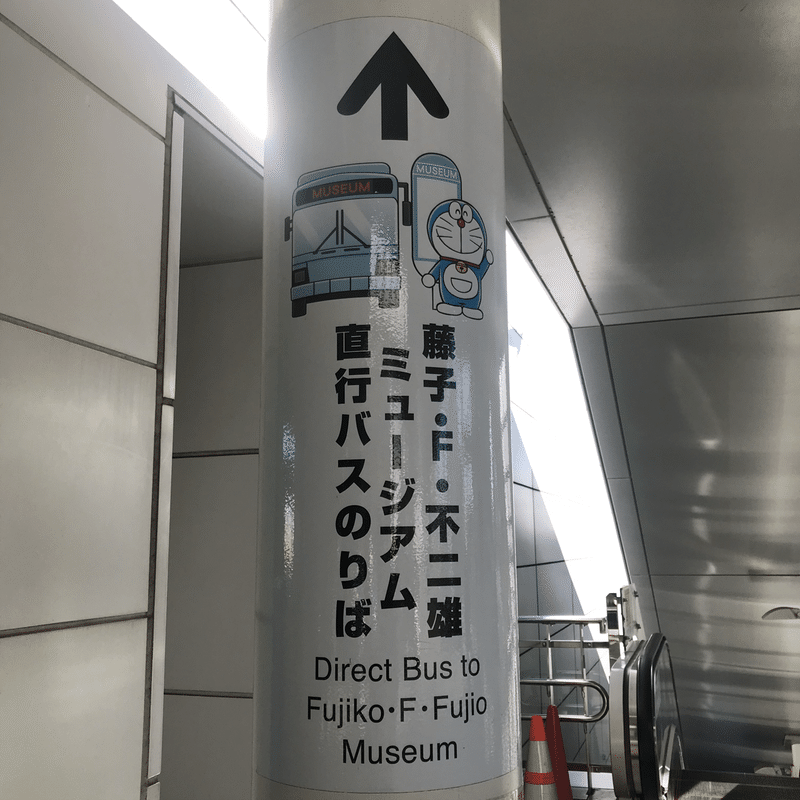 MUSEUM
MUSEUM
藤子・F・不二雄
ミュージアム
直行バスのりば
Direct Bus to
Fujiko・F・Fujio
Museum